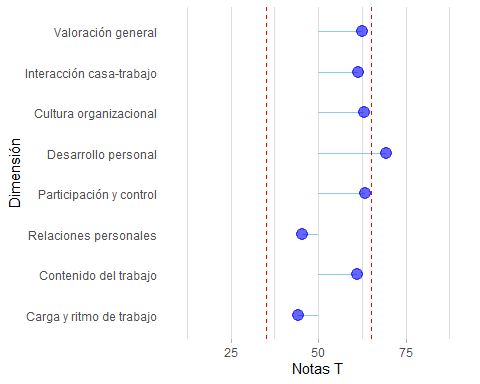 Valoración general
Interacción casa-trabajo
Cultura organizacional
Desarrollo personal
Participación y control
Relaciones personales
Contenido del trabajo
Carga y ritmo de trabajo
Dimensión
25 50 75
Notas T